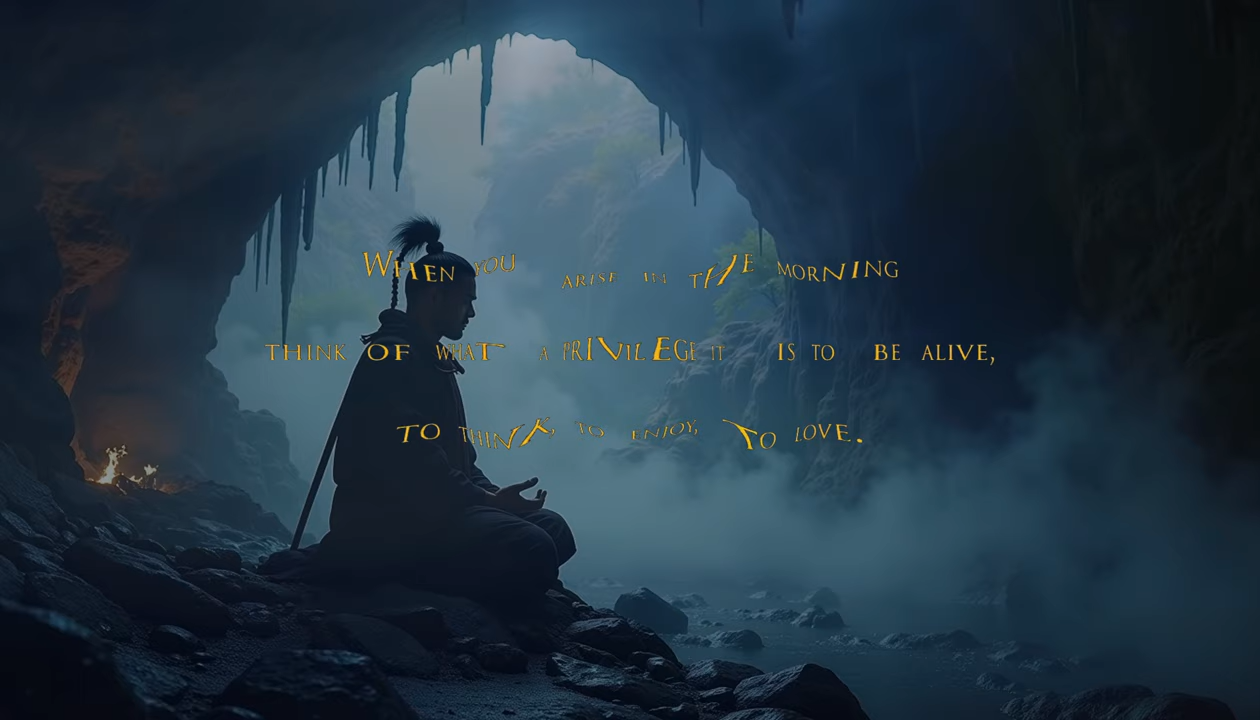 WHEN YOU ARISE IN THE MORNING
THINK OF WHAT A PRIVILEGE IT IS TO BE ALIVE,
TO THINK, TO ENJOY, TO LOVE.